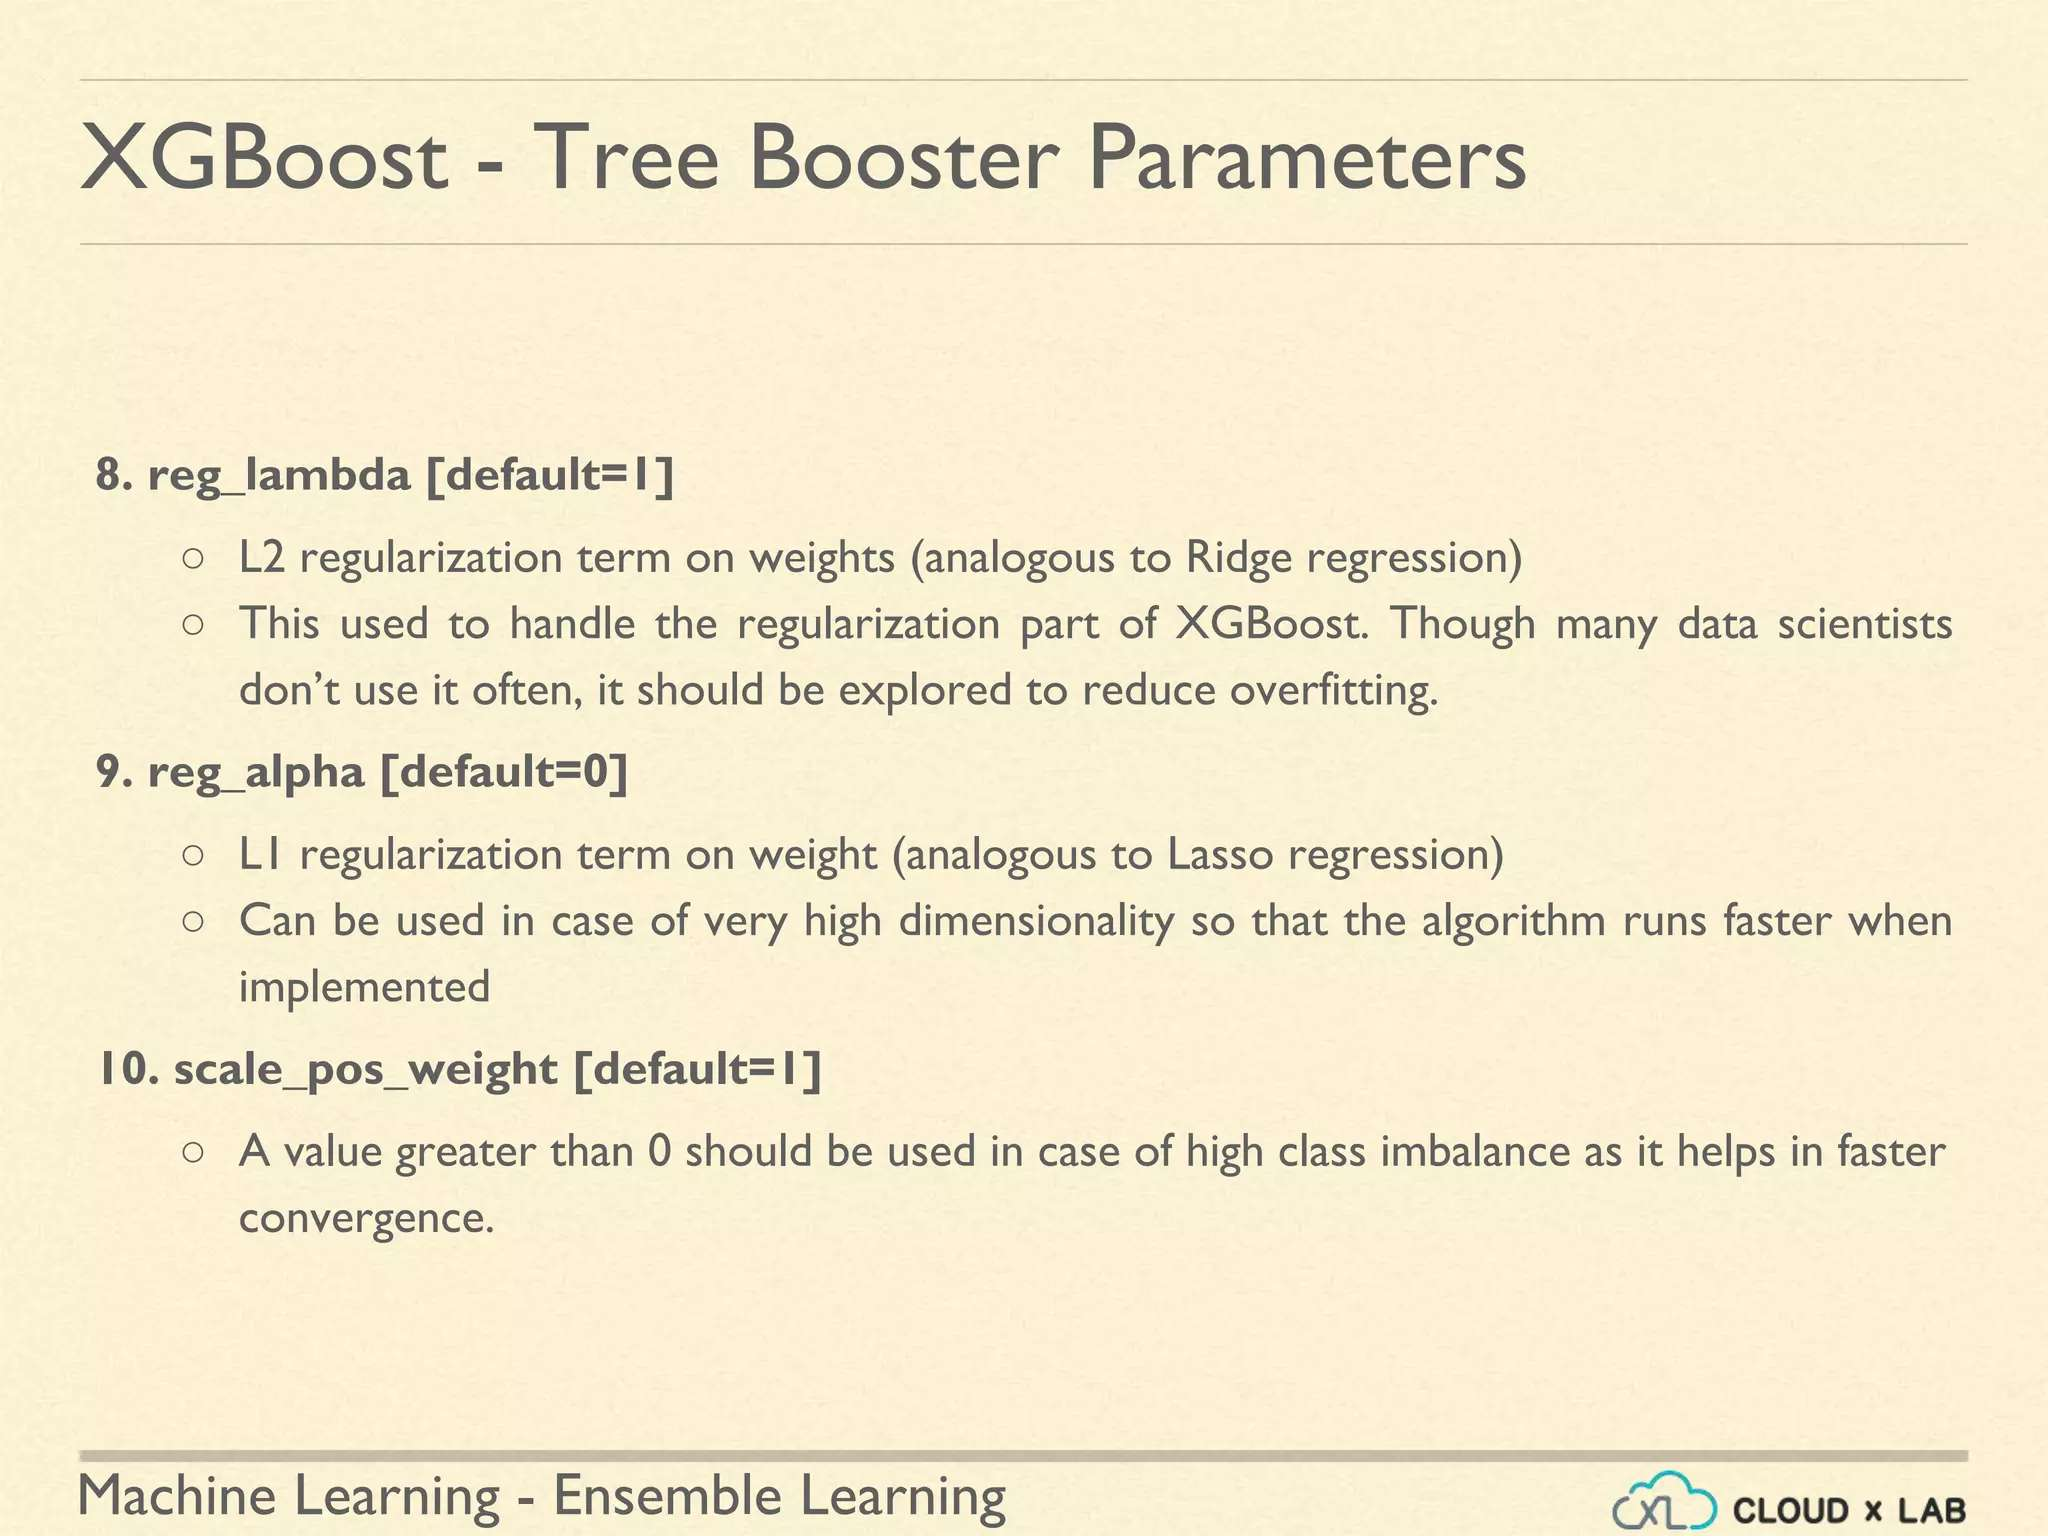 XGBoost - Tree Booster Parameters
8. reg_lambda [default=1]
○ L2 regularization term on weights (analogous to Ridge regression)
○ This used to handle the regularization part of XGBoost. Though many data scientists
don’t use it often, it should be explored to reduce overfitting.
9. reg_alpha [default=0]
○ L1 regularization term on weight (analogous to Lasso regression)
○ Can be used in case of very high dimensionality so that the algorithm runs faster when
implemented
10. scale_pos_weight [default=1]
○ A value greater than 0 should be used in case of high class imbalance as it helps in faster
convergence.
Machine Learning - Ensemble Learning
CXL CLOUD x LAB